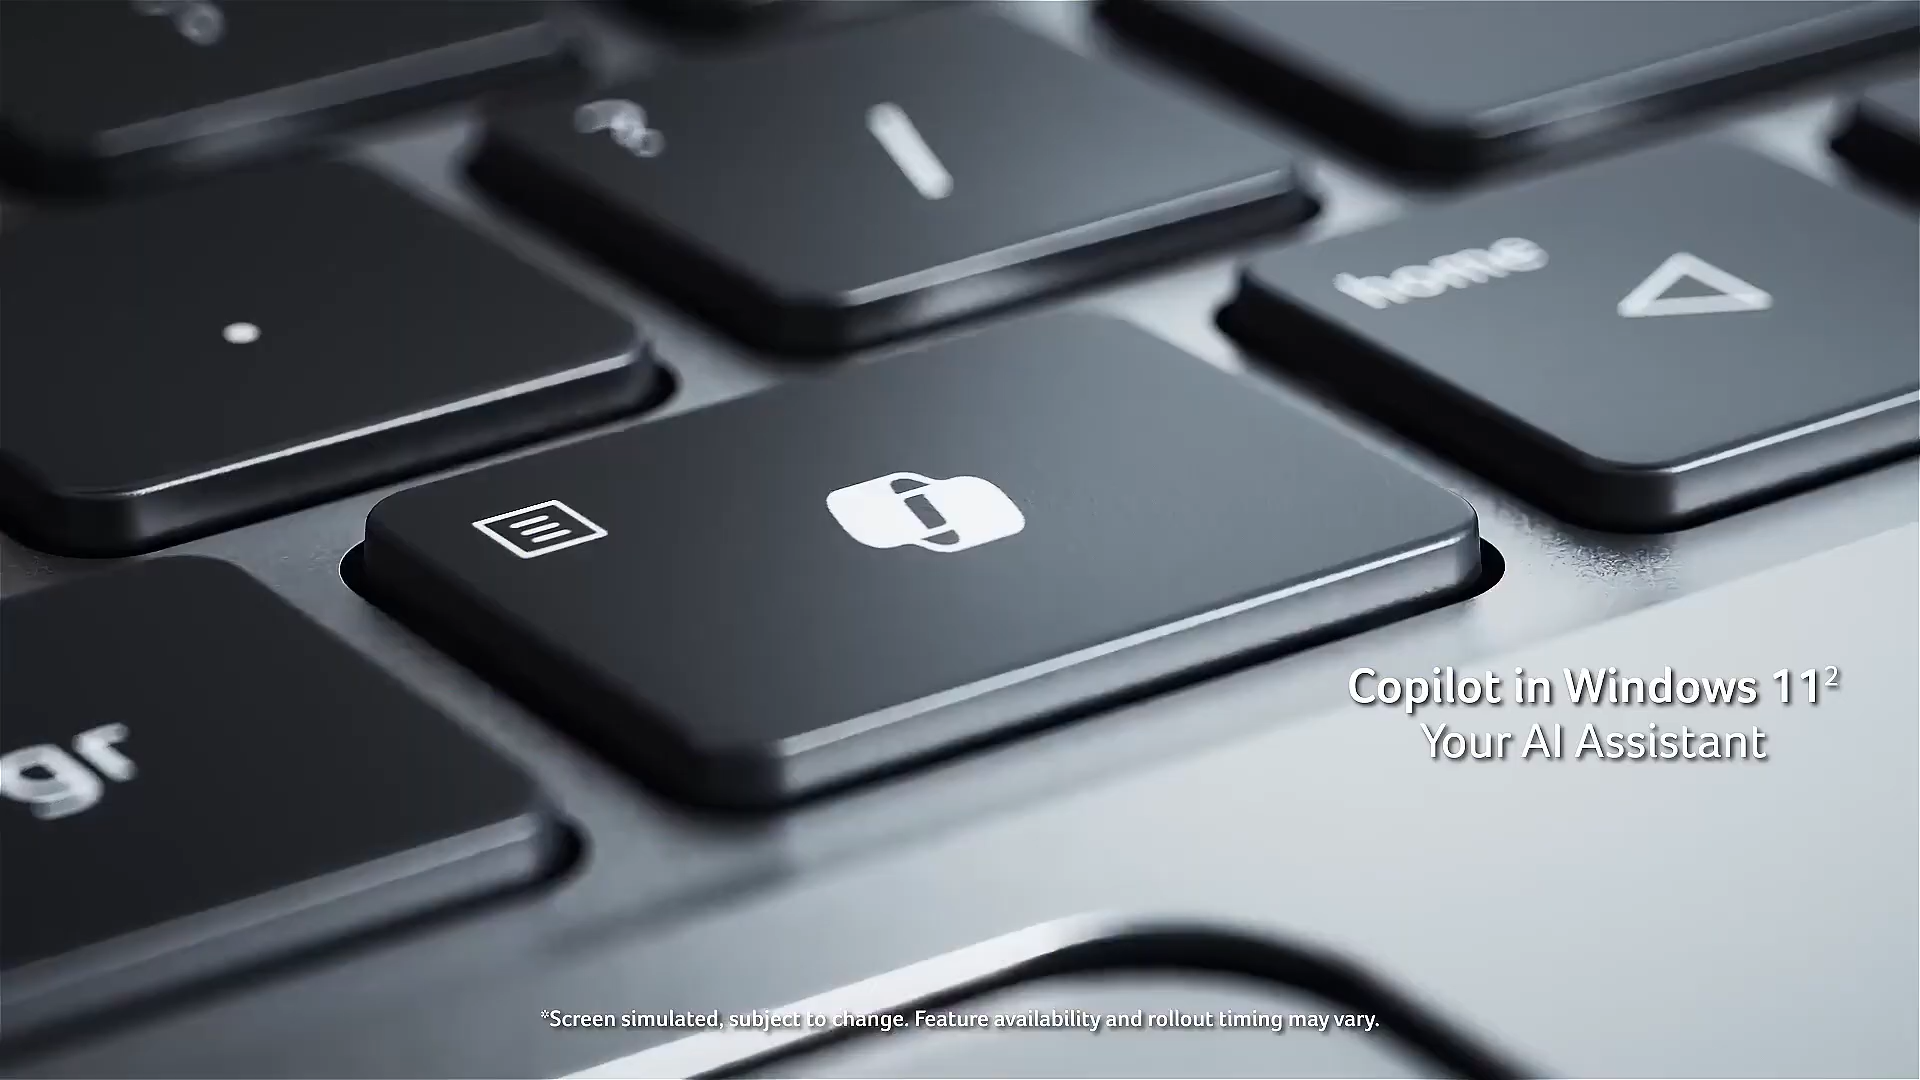 home
gr
Copilot in Windows 11²
Your AI Assistant
*Screen simulated, subject to change. Feature availability and rollout timing may vary.